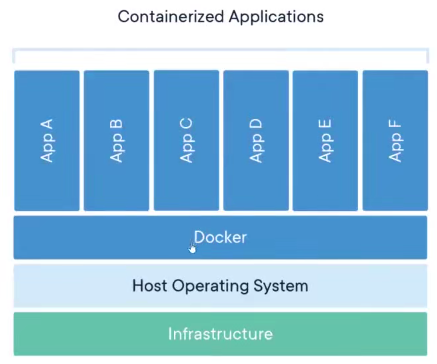 Containerized Applications
App A
App B
App C
App D
App E
App F
Docker
Host Operating System
Infrastructure